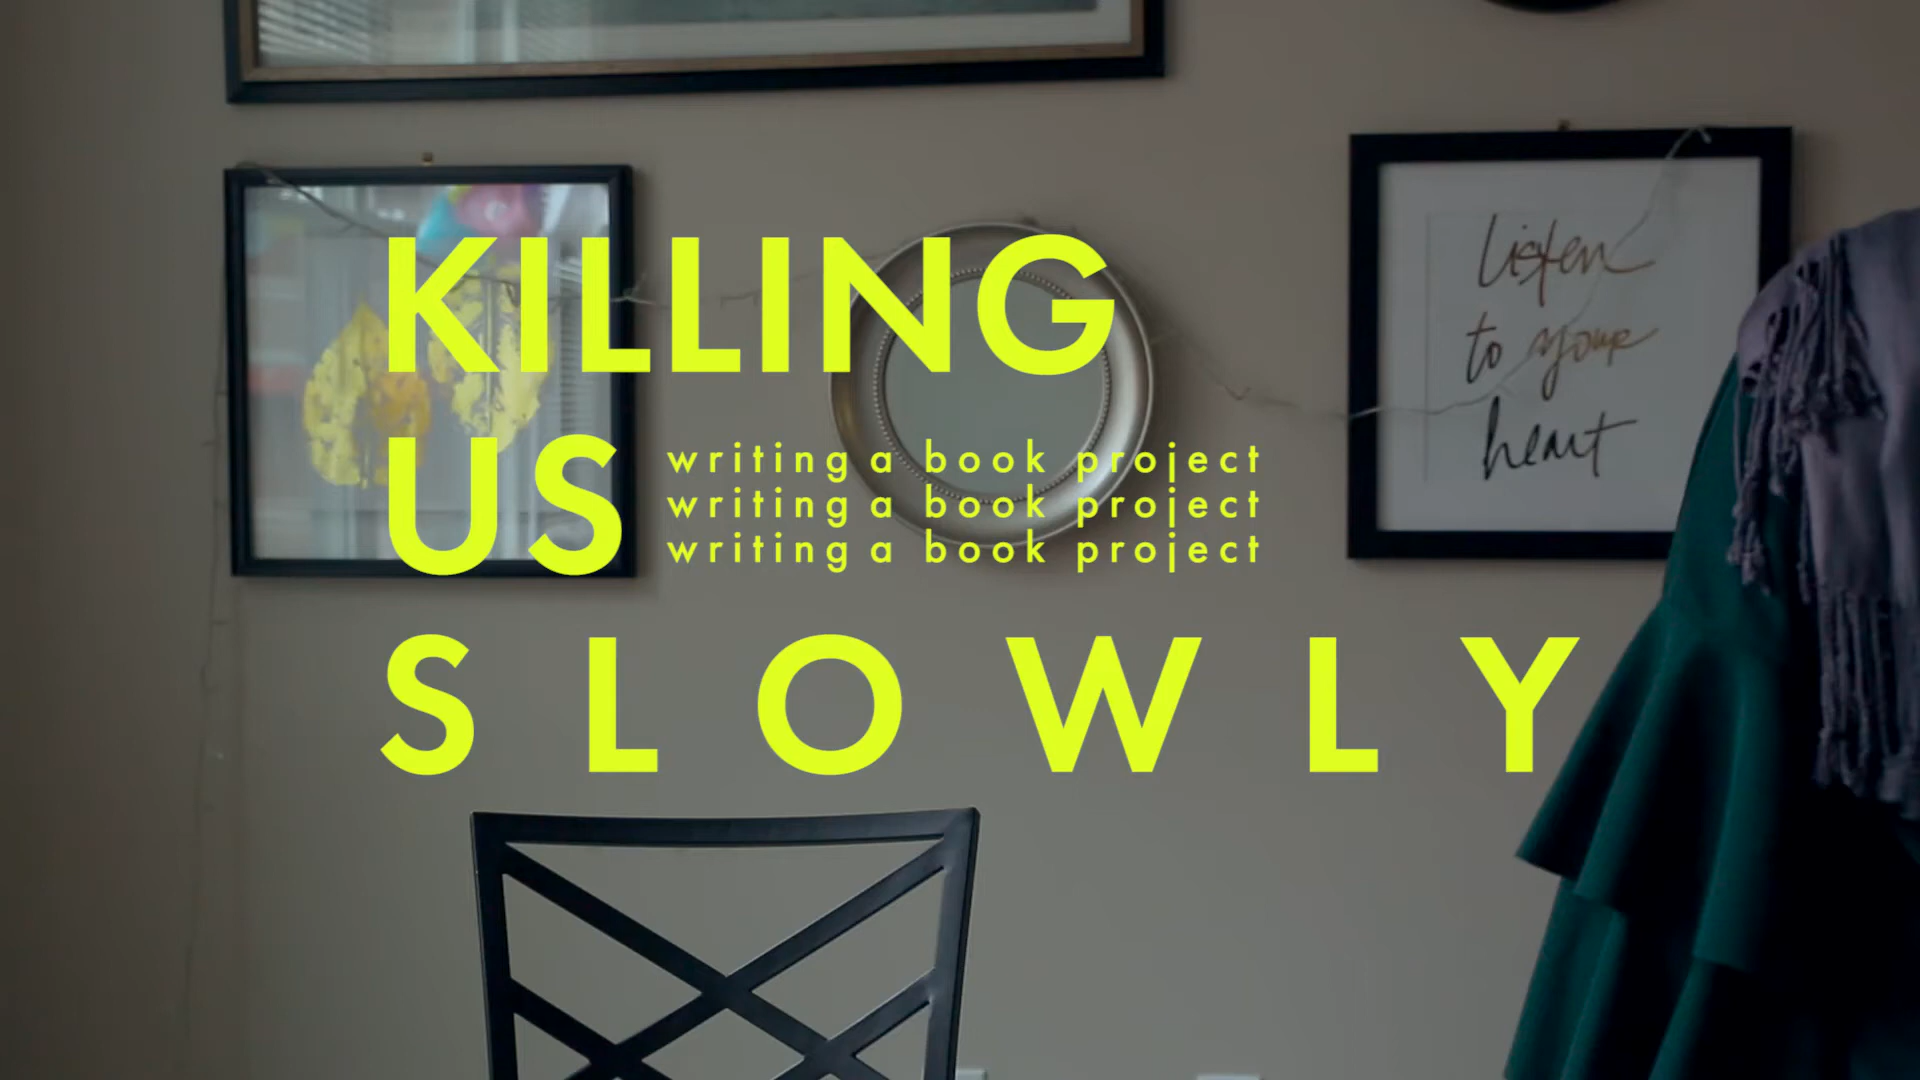 KILLING
US
writing a book project
writing a book project
writing a book project
SLOWLY
Listen
to your
heart